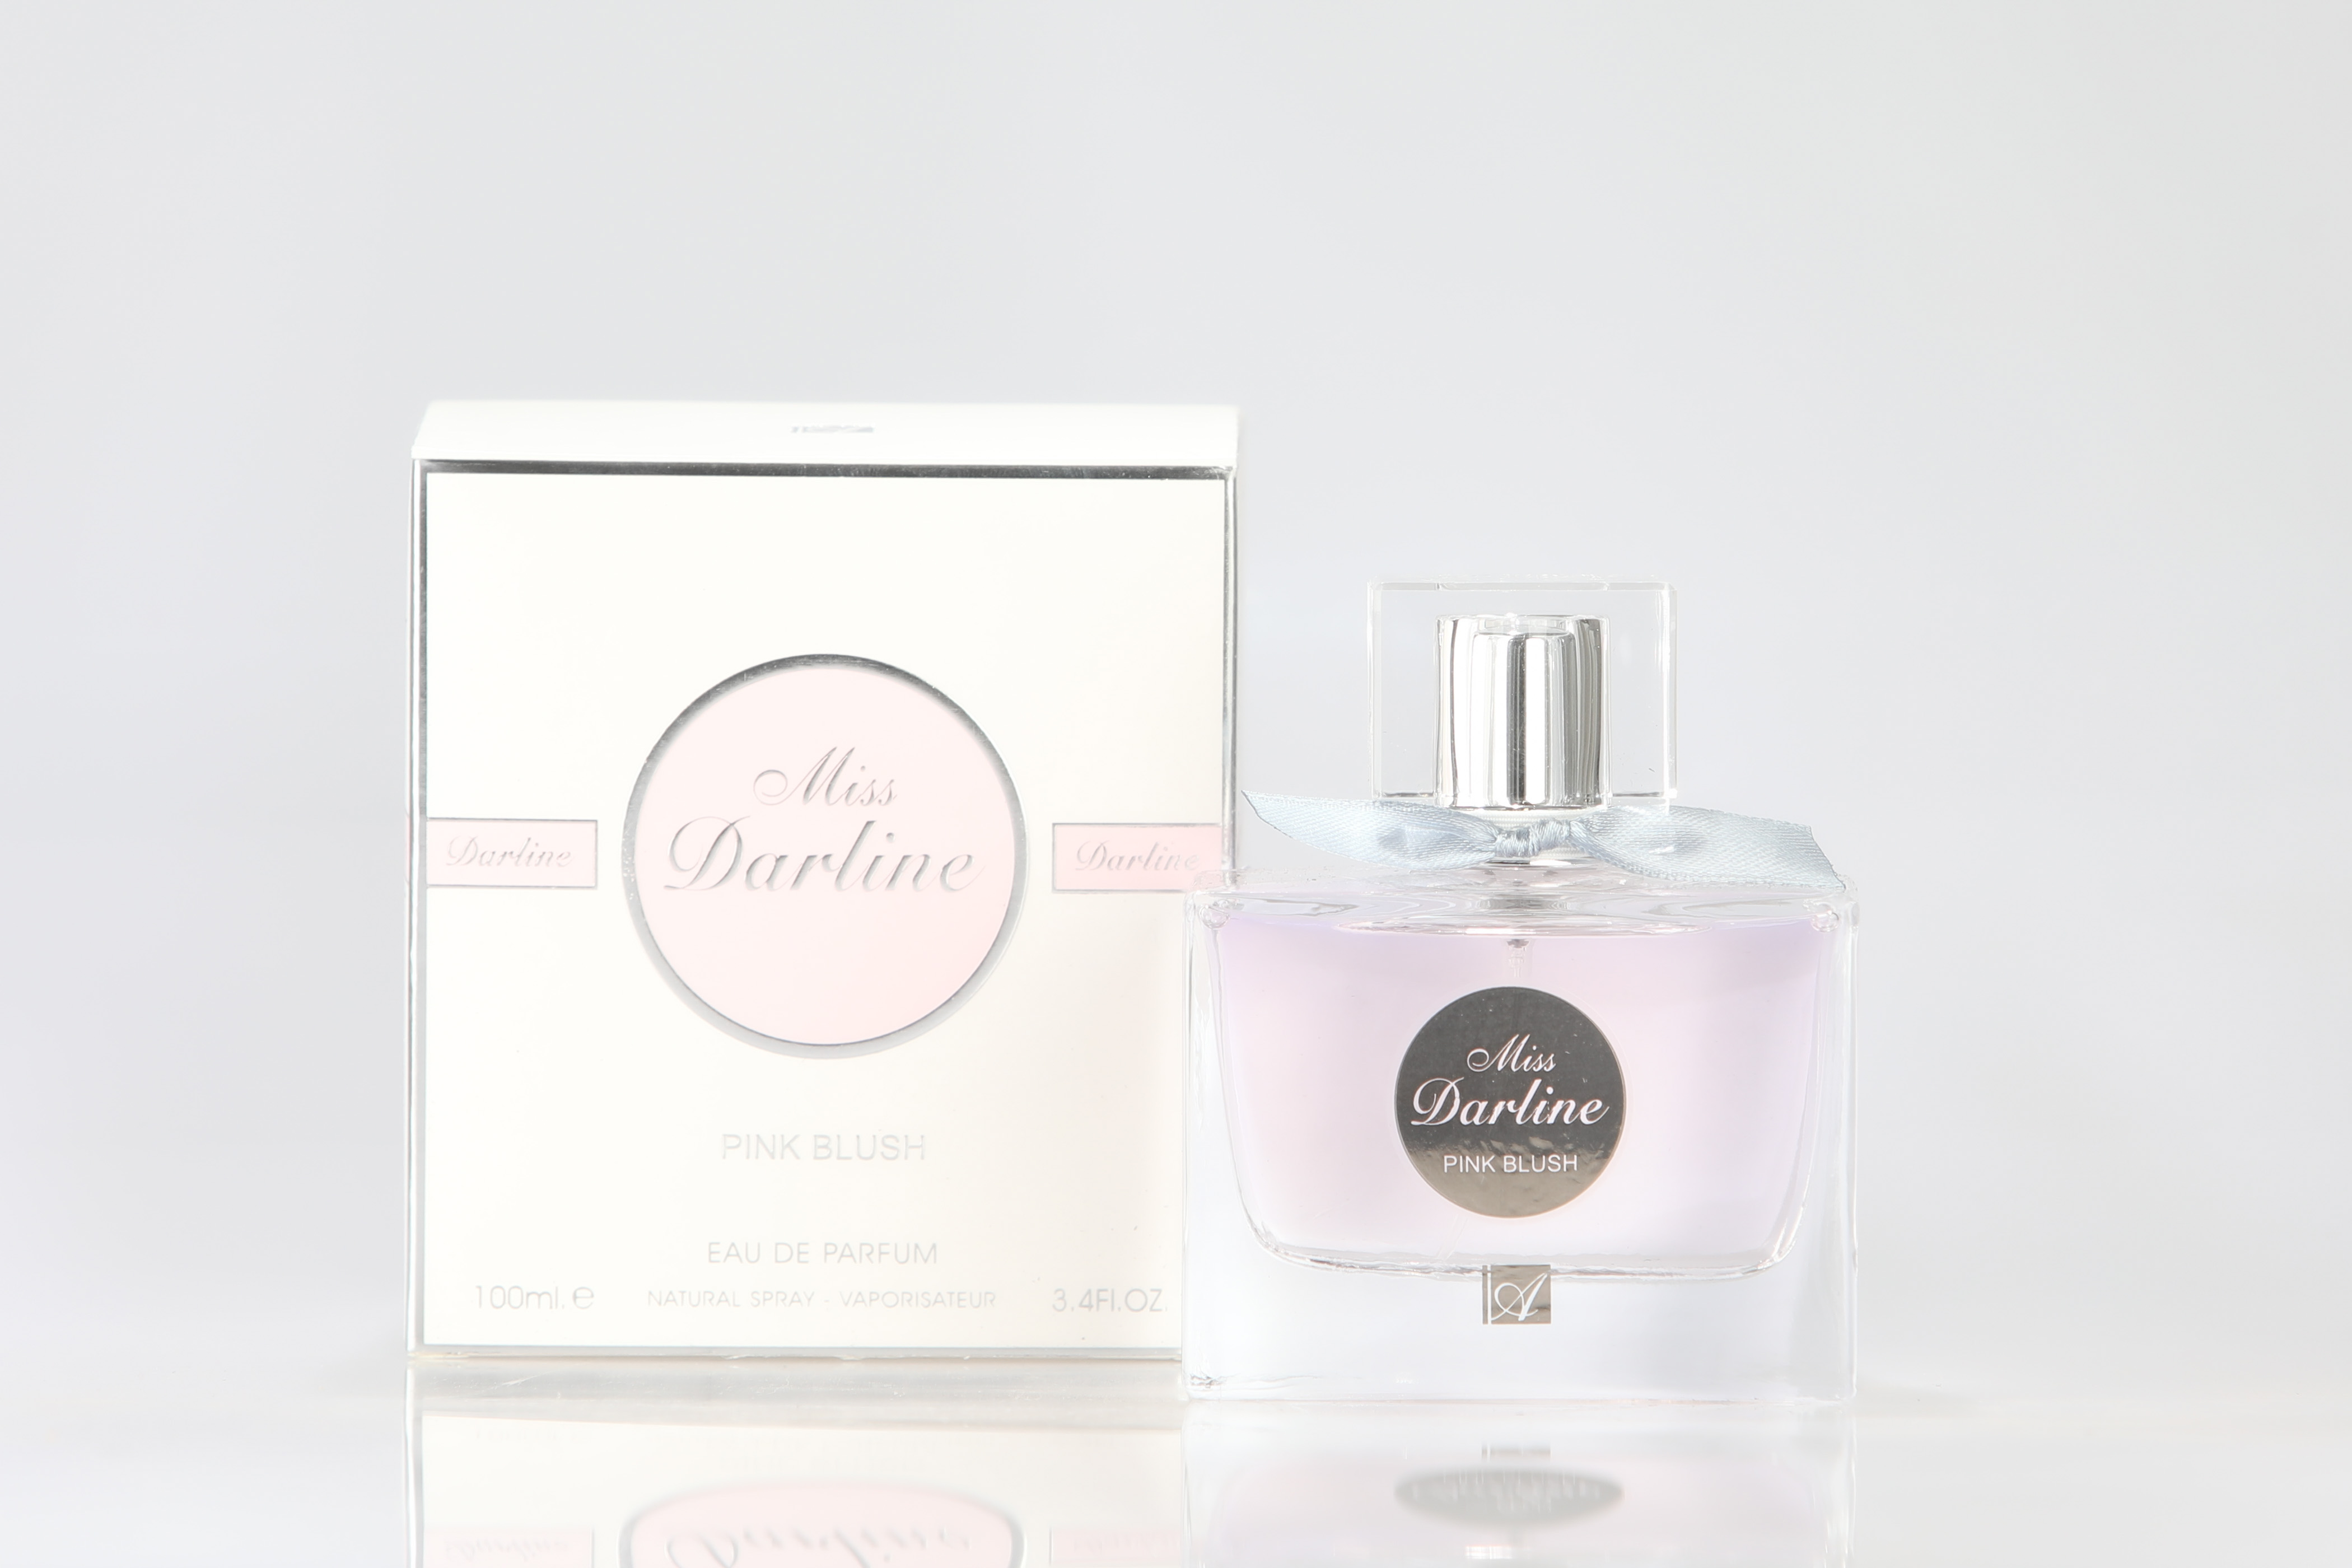 Miss
Darline
Darline
Darline
PINK BLUSH
EAU DE PARFUM
100ml. e
NATURAL SPRAY - VAPORISATEUR
3.4Fl.OZ.
Miss
Darline
PINK BLUSH
A